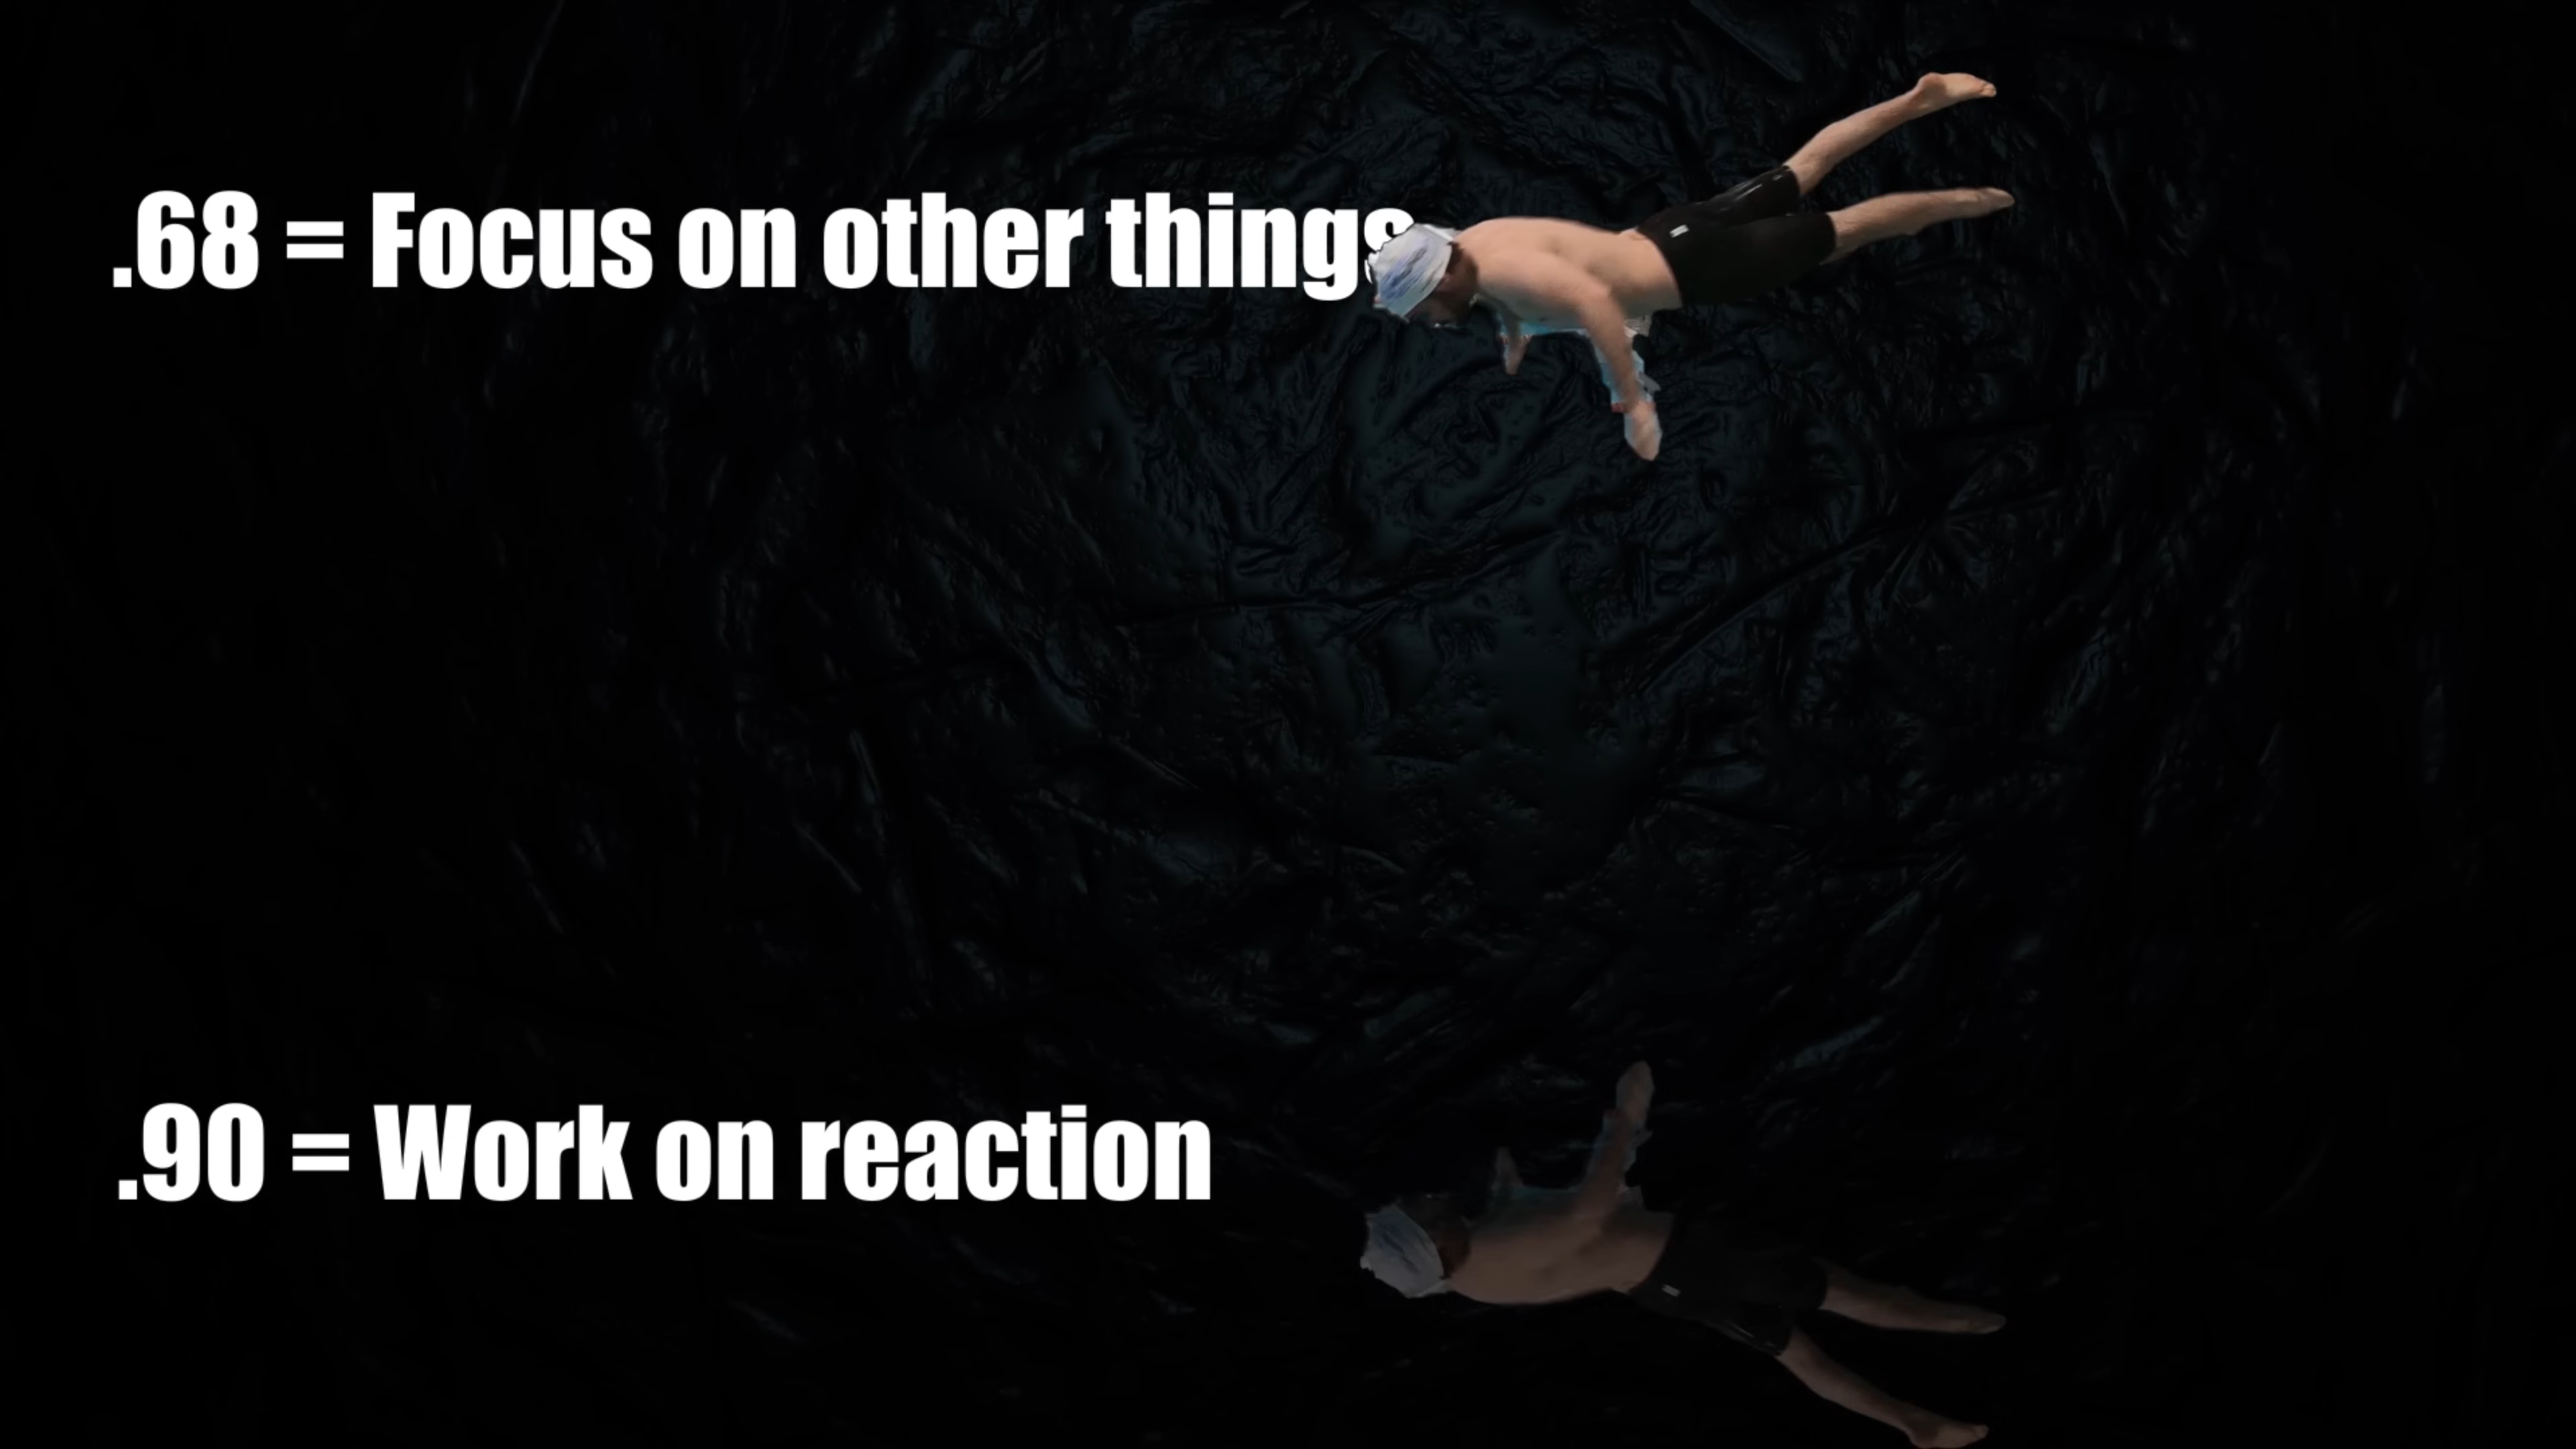 .68 = Focus on other things
.90 = Work on reaction